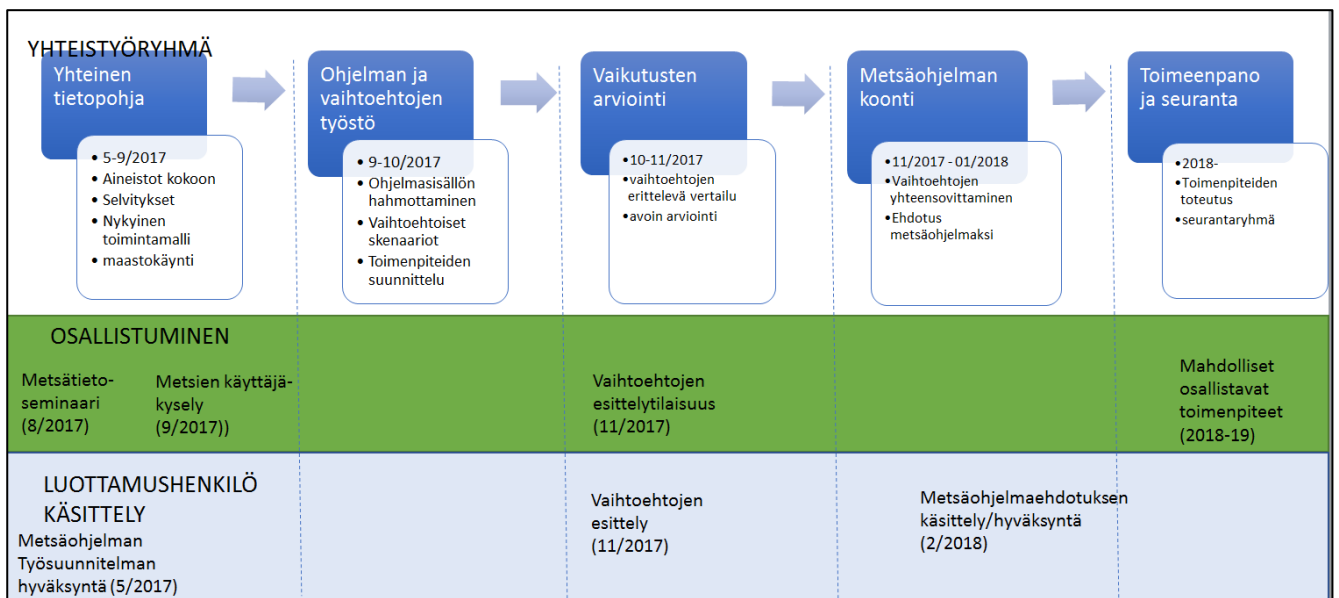 YHTEISTYÖRYHMÄ
Yhteinen
tietopohja
• 5-9/2017
• Aineistot kokoon
• Selvitykset
• Nykyinen
toimintamalli
• maastokäynti
Ohjelman ja
vaihtoehtojen
työstö
• 9-10/2017
• Ohjelmasisällön
hahmottaminen
• Vaihtoehtoiset
skenaariot
• Toimenpiteiden
suunnittelu
Vaikutusten
arviointi
•10-11/2017
•vaihtoehtojen
erittelevä vertailu
•avoin arviointi
Metsäohjelman
koonti
•11/2017 - 01/2018
•Vaihtoehtojen
yhteensovittaminen
•Ehdotus
metsäohjelmaksi
Toimeenpano
ja seuranta
•2018-
•Toimenpiteiden
toteutus
•seurantaryhmä
OSALLISTUMINEN
Metsätieto-
seminaari
(8/2017)
Metsien käyttäjä-
kysely
(9/2017))
Vaihtoehtojen
esittelytilaisuus
(11/2017)
Mahdolliset
osallistavat
toimenpiteet
(2018-19)
LUOTTAMUSHENKILÖ
KÄSITTELY
Metsäohjelman
Työsuunnitelman
hyväksyntä (5/2017)
Vaihtoehtojen
esittely
(11/2017)
Metsäohjelmaehdotuksen
käsittely/hyväksyntä
(2/2018)